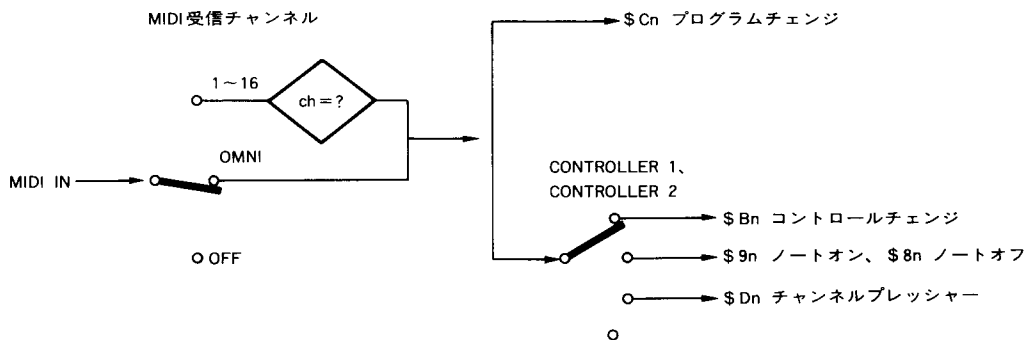 MIDI受信チャンネル
$Cn プログラムチェンジ
1～16
ch＝?
OMNI
MIDI IN
OFF
CONTROLLER 1、
CONTROLLER 2
$Bn コントロールチェンジ
$9n ノートオン、$8n ノートオフ
$Dn チャンネルプレッシャー